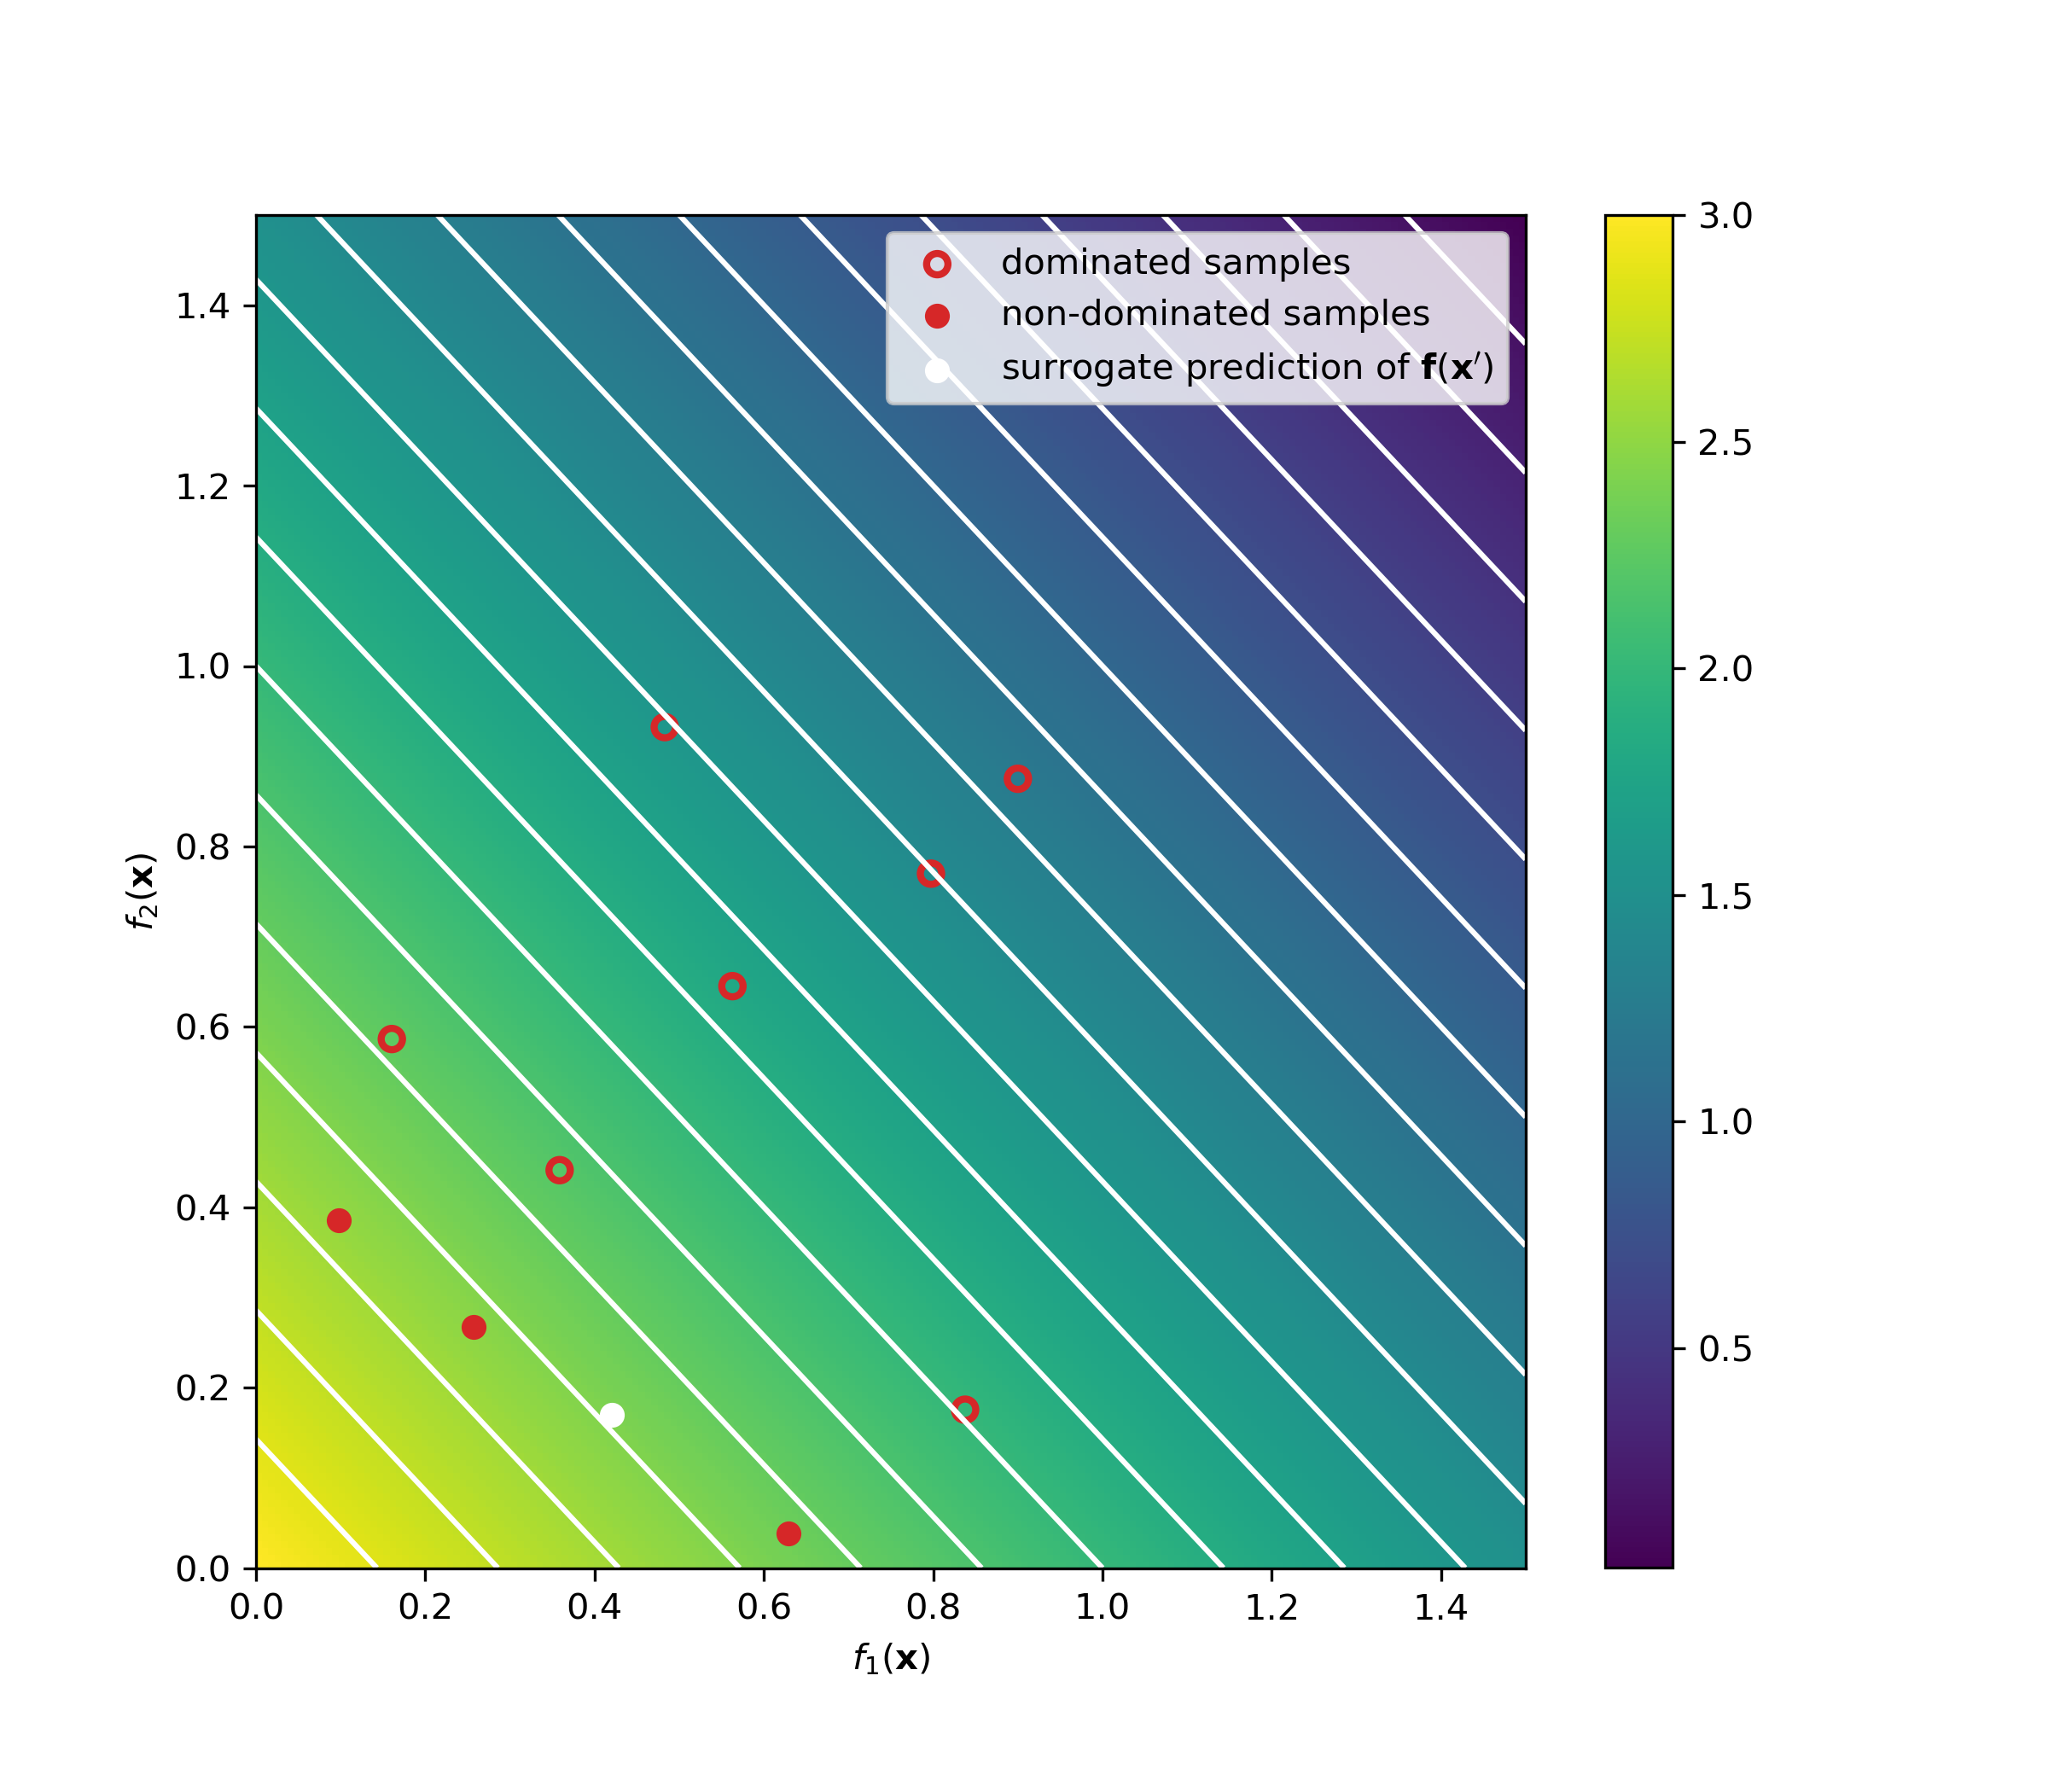 dominated samples
non-dominated samples
surrogate prediction of f(x′)
1.4
1.2
1.0
0.8
0.6
0.4
0.2
0.0
f₂(x)
0.0 0.2 0.4 0.6 0.8 1.0 1.2 1.4
f₁(x)
3.0
2.5
2.0
1.5
1.0
0.5